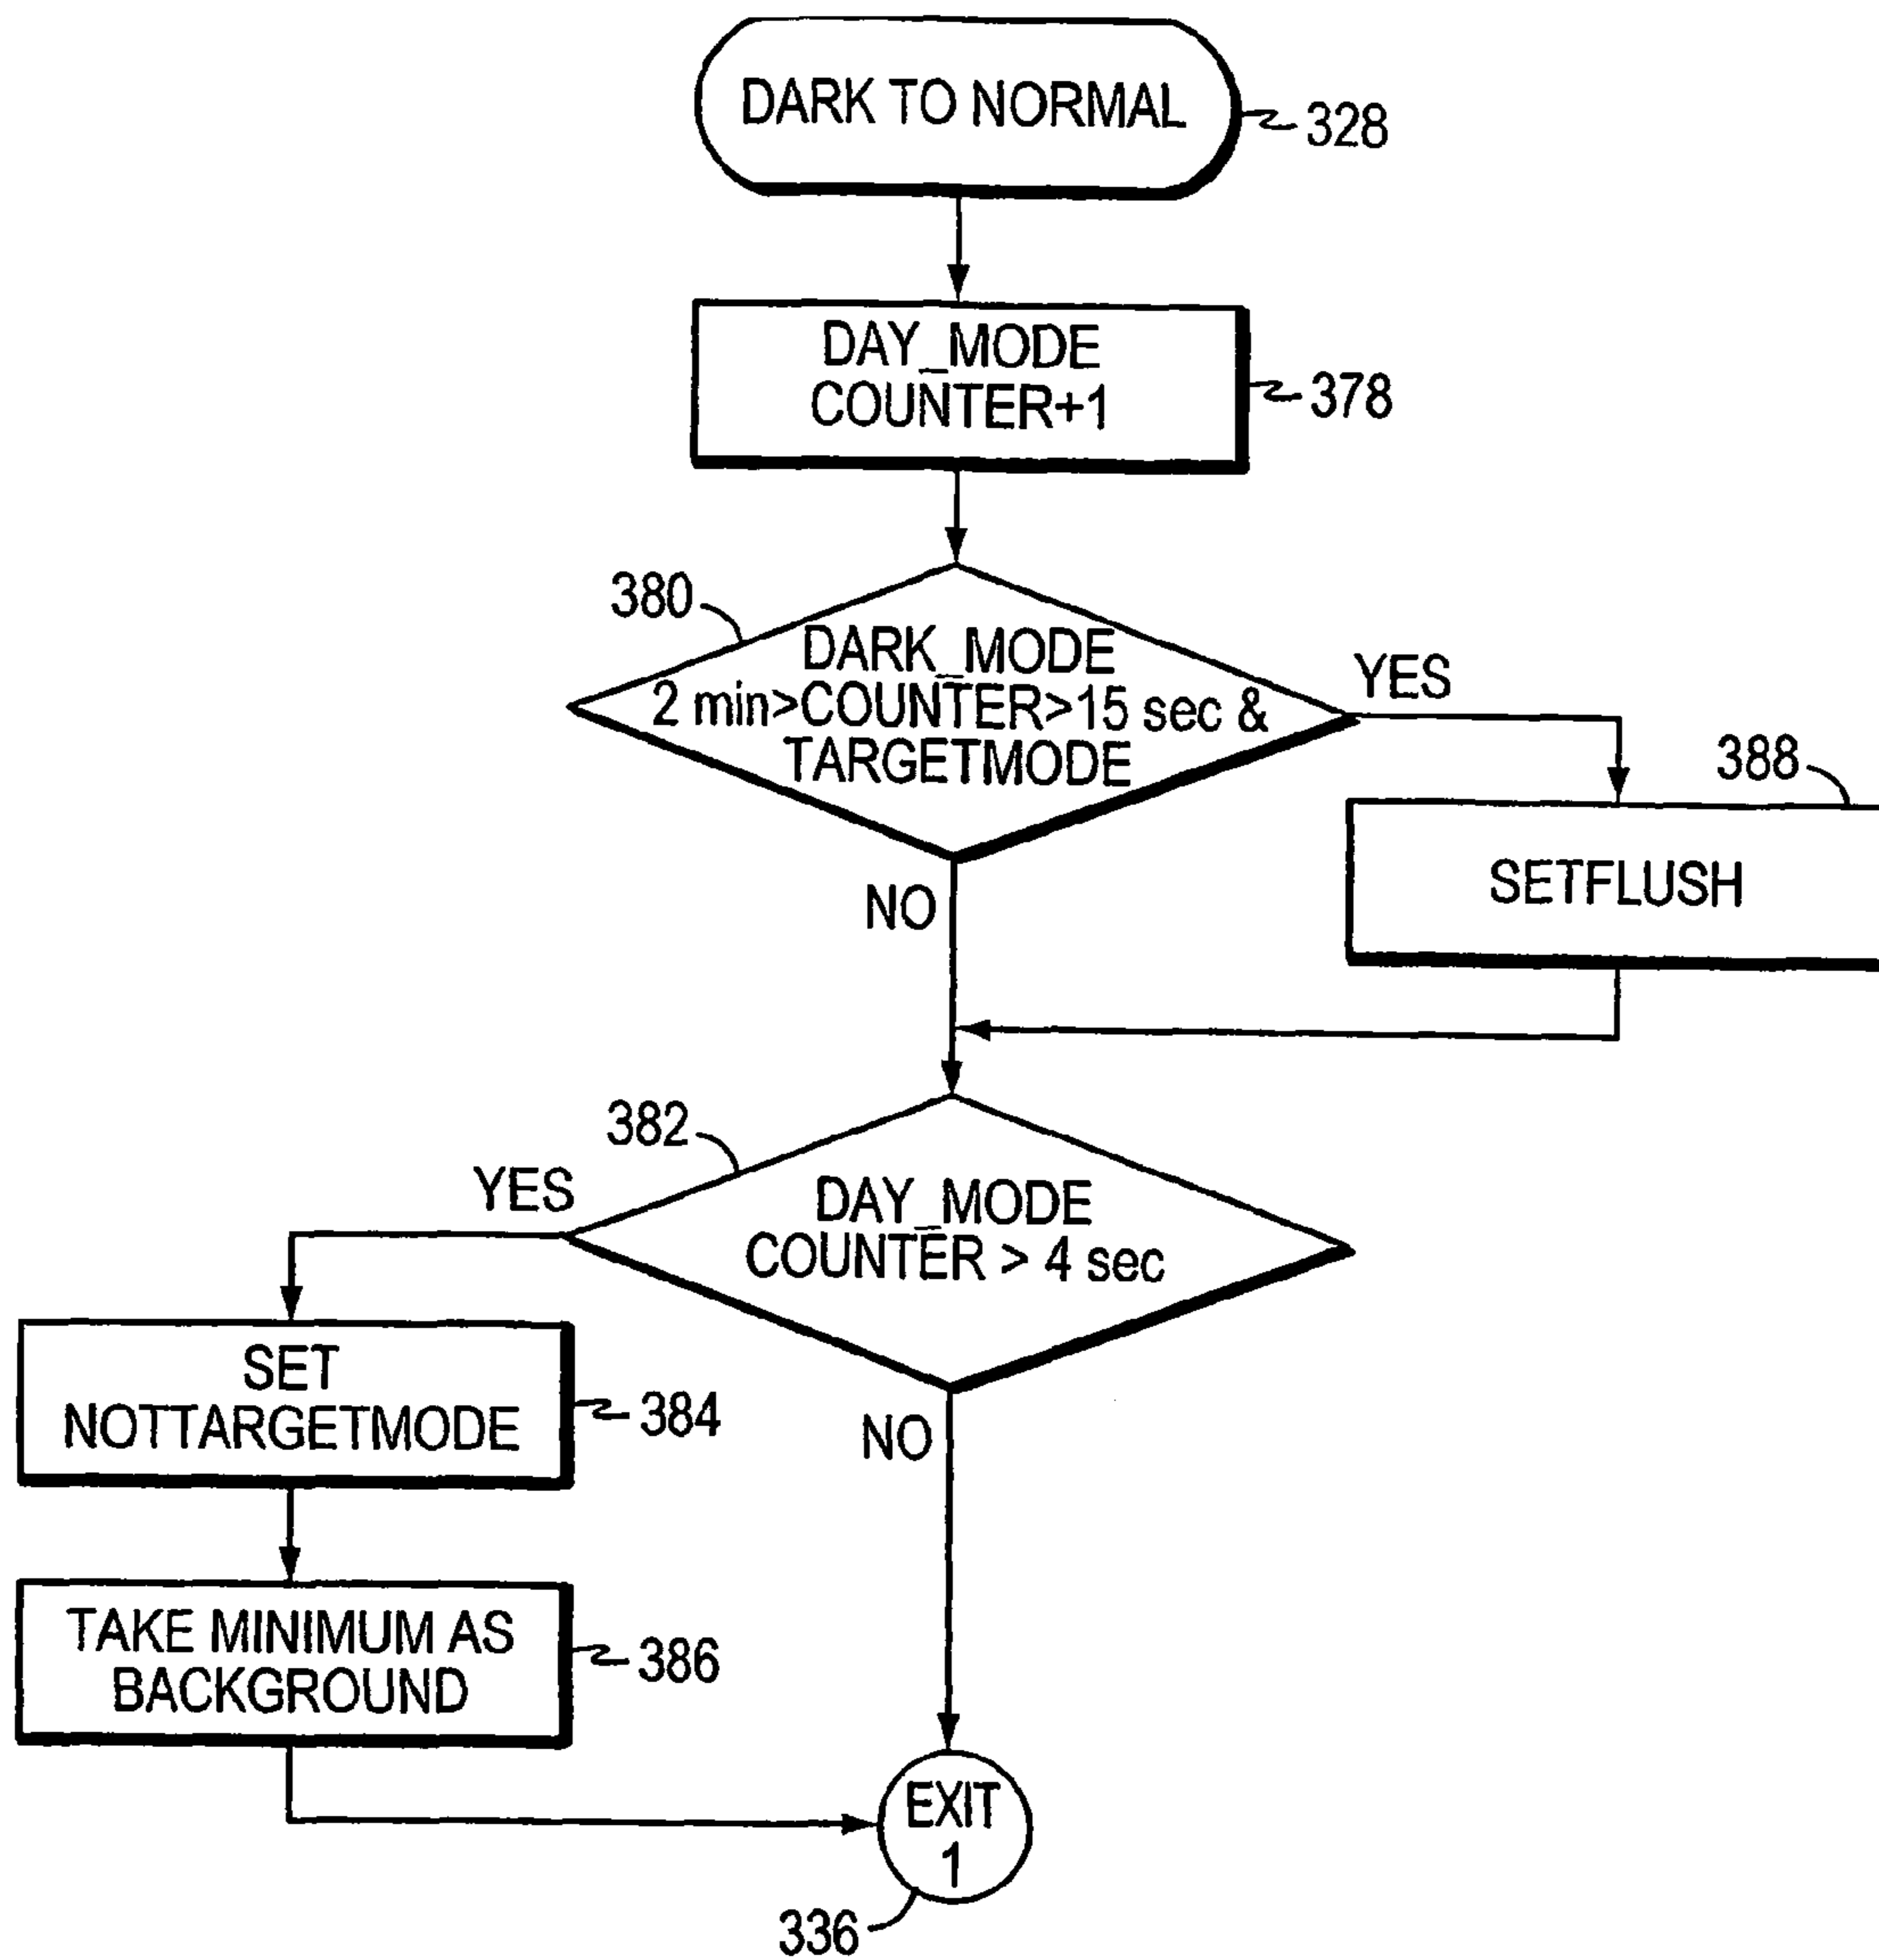 DARK TO NORMAL
328
DAY_MODE
COUNTER+1
378
380
DARK_MODE
2 min>COUNTER>15 sec &
TARGETMODE
YES
388
SETFLUSH
NO
382
YES
DAY_MODE
COUNTER > 4 sec
SET
NOTTARGETMODE
384
NO
TAKE MINIMUM AS
BACKGROUND
386
EXIT
1
336